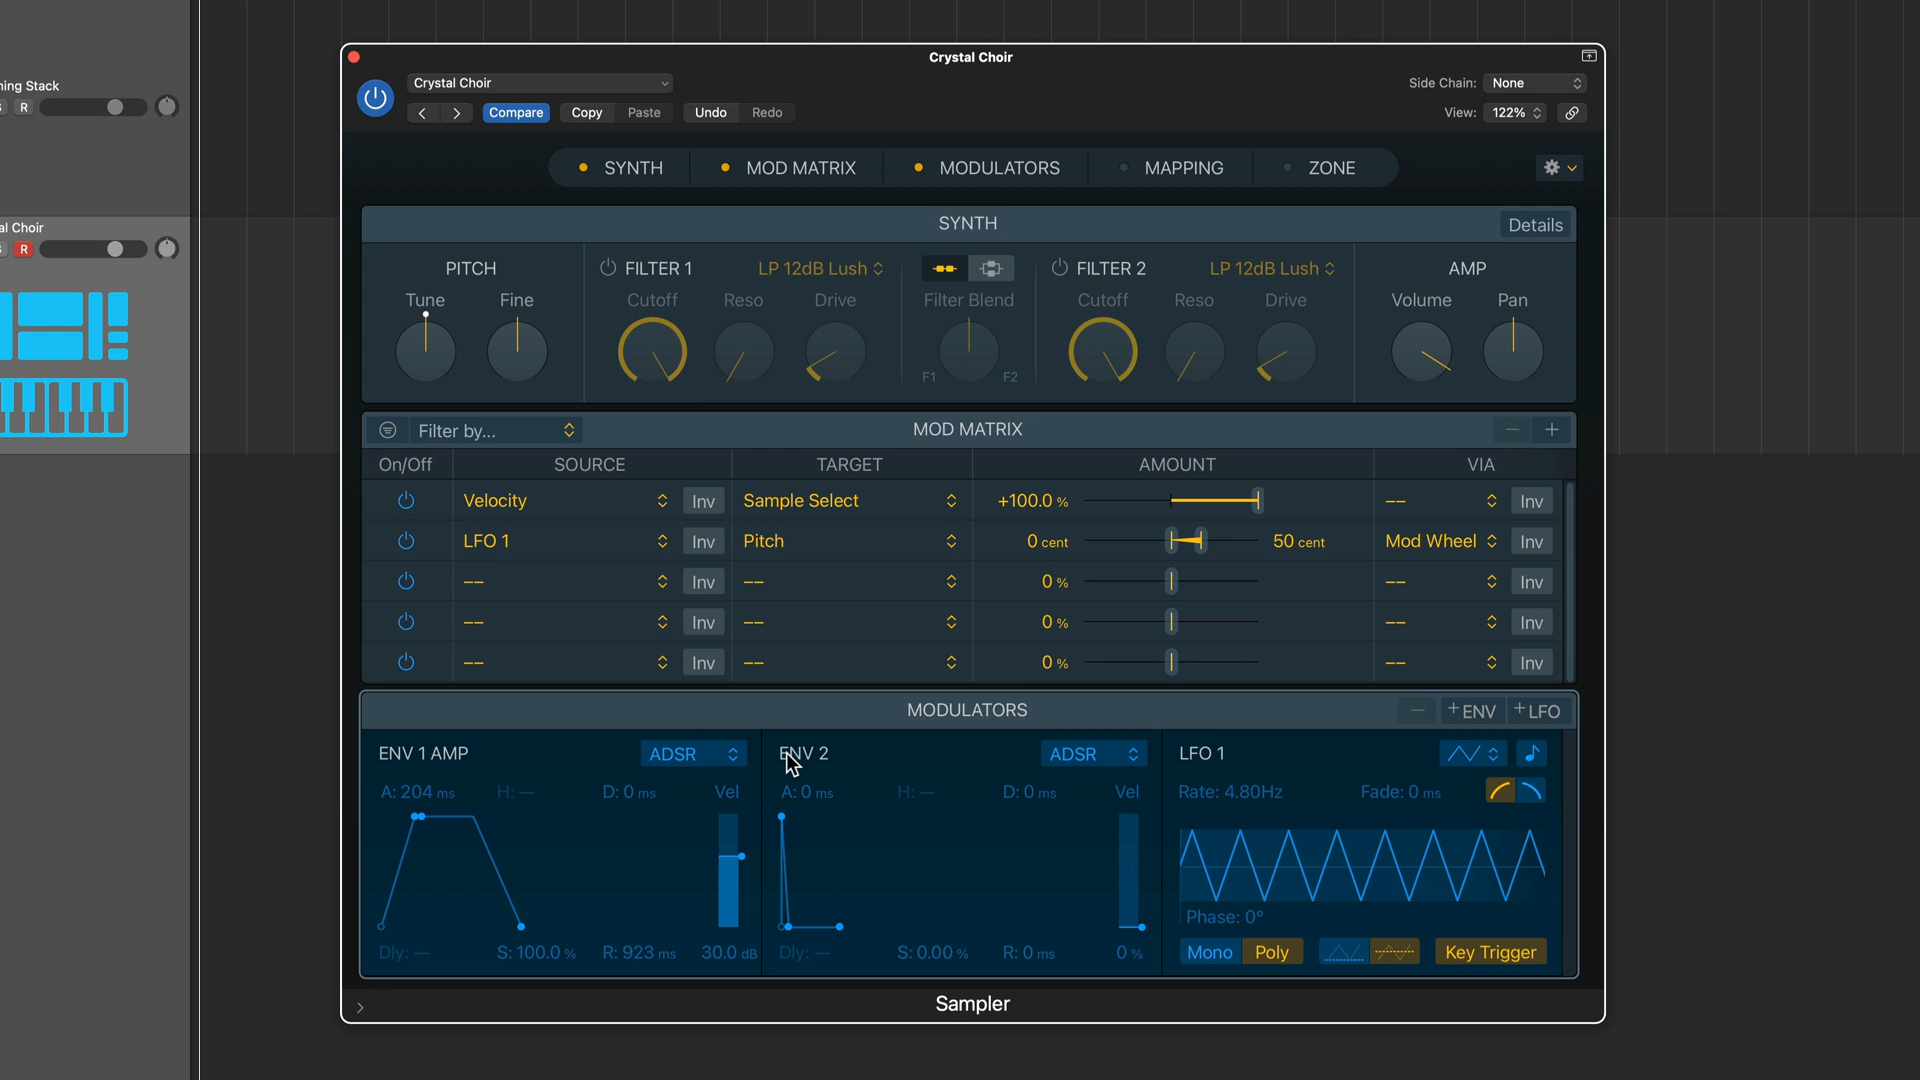 ning Stack
R
al Choir
R
Crystal Choir
Crystal Choir
Side Chain: None
Compare Copy Paste Undo Redo
View: 122%
SYNTH MOD MATRIX MODULATORS MAPPING ZONE
SYNTH
Details
PITCH FILTER 1 LP 12dB Lush FILTER 2 LP 12dB Lush AMP
Tune Fine Cutoff Reso Drive Filter Blend Cutoff Reso Drive Volume Pan
F1 F2
Filter by... MOD MATRIX − +
On/Off SOURCE TARGET AMOUNT VIA
Velocity Inv Sample Select +100.0 % -- Inv
LFO 1 Inv Pitch 0 cent 50 cent Mod Wheel Inv
-- Inv -- 0 % -- Inv
-- Inv -- 0 % -- Inv
-- Inv -- 0 % -- Inv
MODULATORS − +ENV +LFO
ENV 1 AMP ADSR
A: 204 ms H: — D: 0 ms Vel
Dly: — S: 100.0 % R: 923 ms 30.0 dB
ENV 2 ADSR
A: 0 ms H: — D: 0 ms Vel
Dly: — S: 0.00 % R: 0 ms 0 %
LFO 1
Rate: 4.80Hz Fade: 0 ms
Phase: 0°
Mono Poly Key Trigger
Sampler